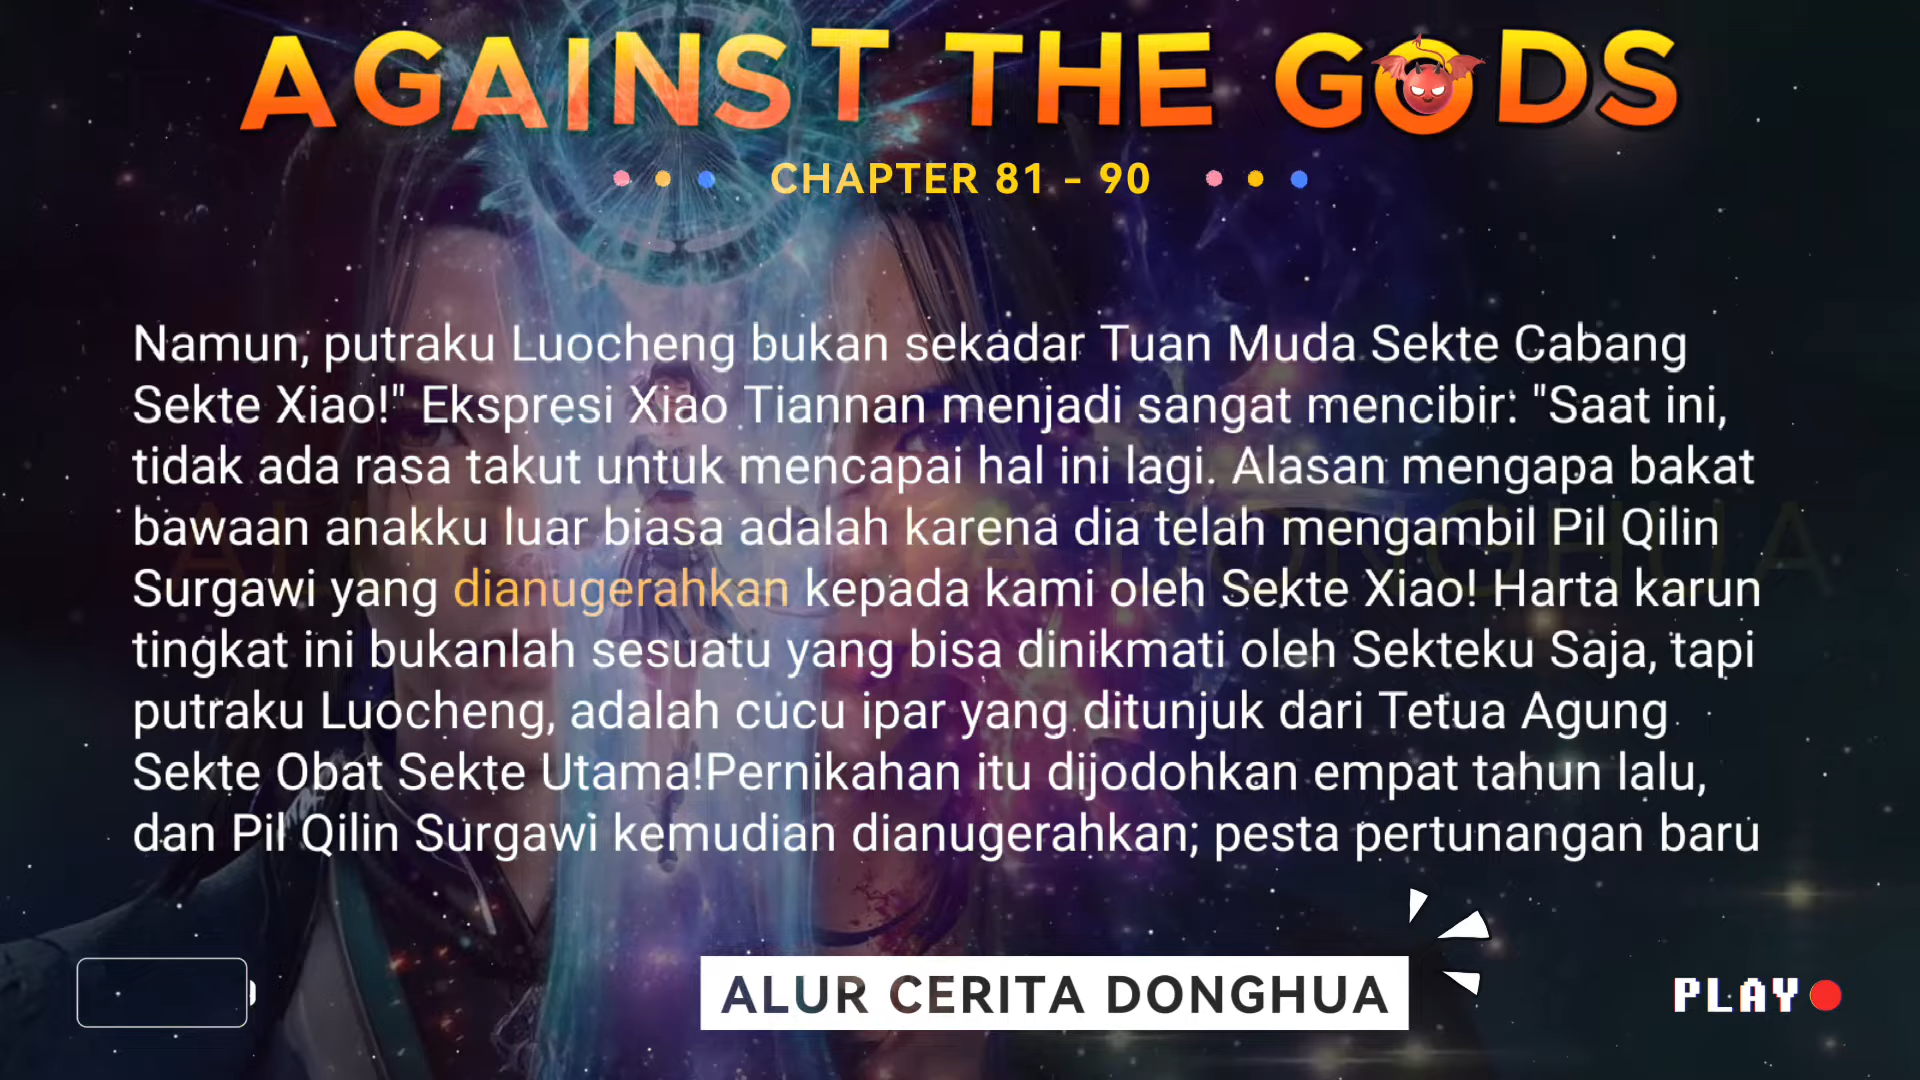 AGAINST THE GODS
CHAPTER 81 - 90
Namun, putraku Luocheng bukan sekadar Tuan Muda Sekte Cabang
Sekte Xiao!" Ekspresi Xiao Tiannan menjadi sangat mencibir: "Saat ini,
tidak ada rasa takut untuk mencapai hal ini lagi. Alasan mengapa bakat
bawaan anakku luar biasa adalah karena dia telah mengambil Pil Qilin
Surgawi yang dianugerahkan kepada kami oleh Sekte Xiao! Harta karun
tingkat ini bukanlah sesuatu yang bisa dinikmati oleh Sekteku Saja, tapi
putraku Luocheng, adalah cucu ipar yang ditunjuk dari Tetua Agung
Sekte Obat Sekte Utama!Pernikahan itu dijodohkan empat tahun lalu,
dan Pil Qilin Surgawi kemudian dianugerahkan; pesta pertunangan baru
ALUR CERITA DONGHUA
PLAY